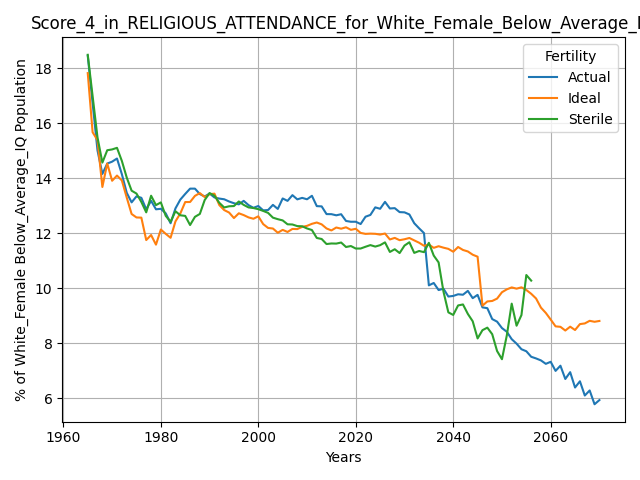 Score_4_in_RELIGIOUS_ATTENDANCE_for_White_Female_Below_Average_I
% of White_Female Below_Average_IQ Population
18
16
14
12
10
8
6
Fertility
Actual
Ideal
Sterile
1960
1980
2000
2020
2040
2060
Years